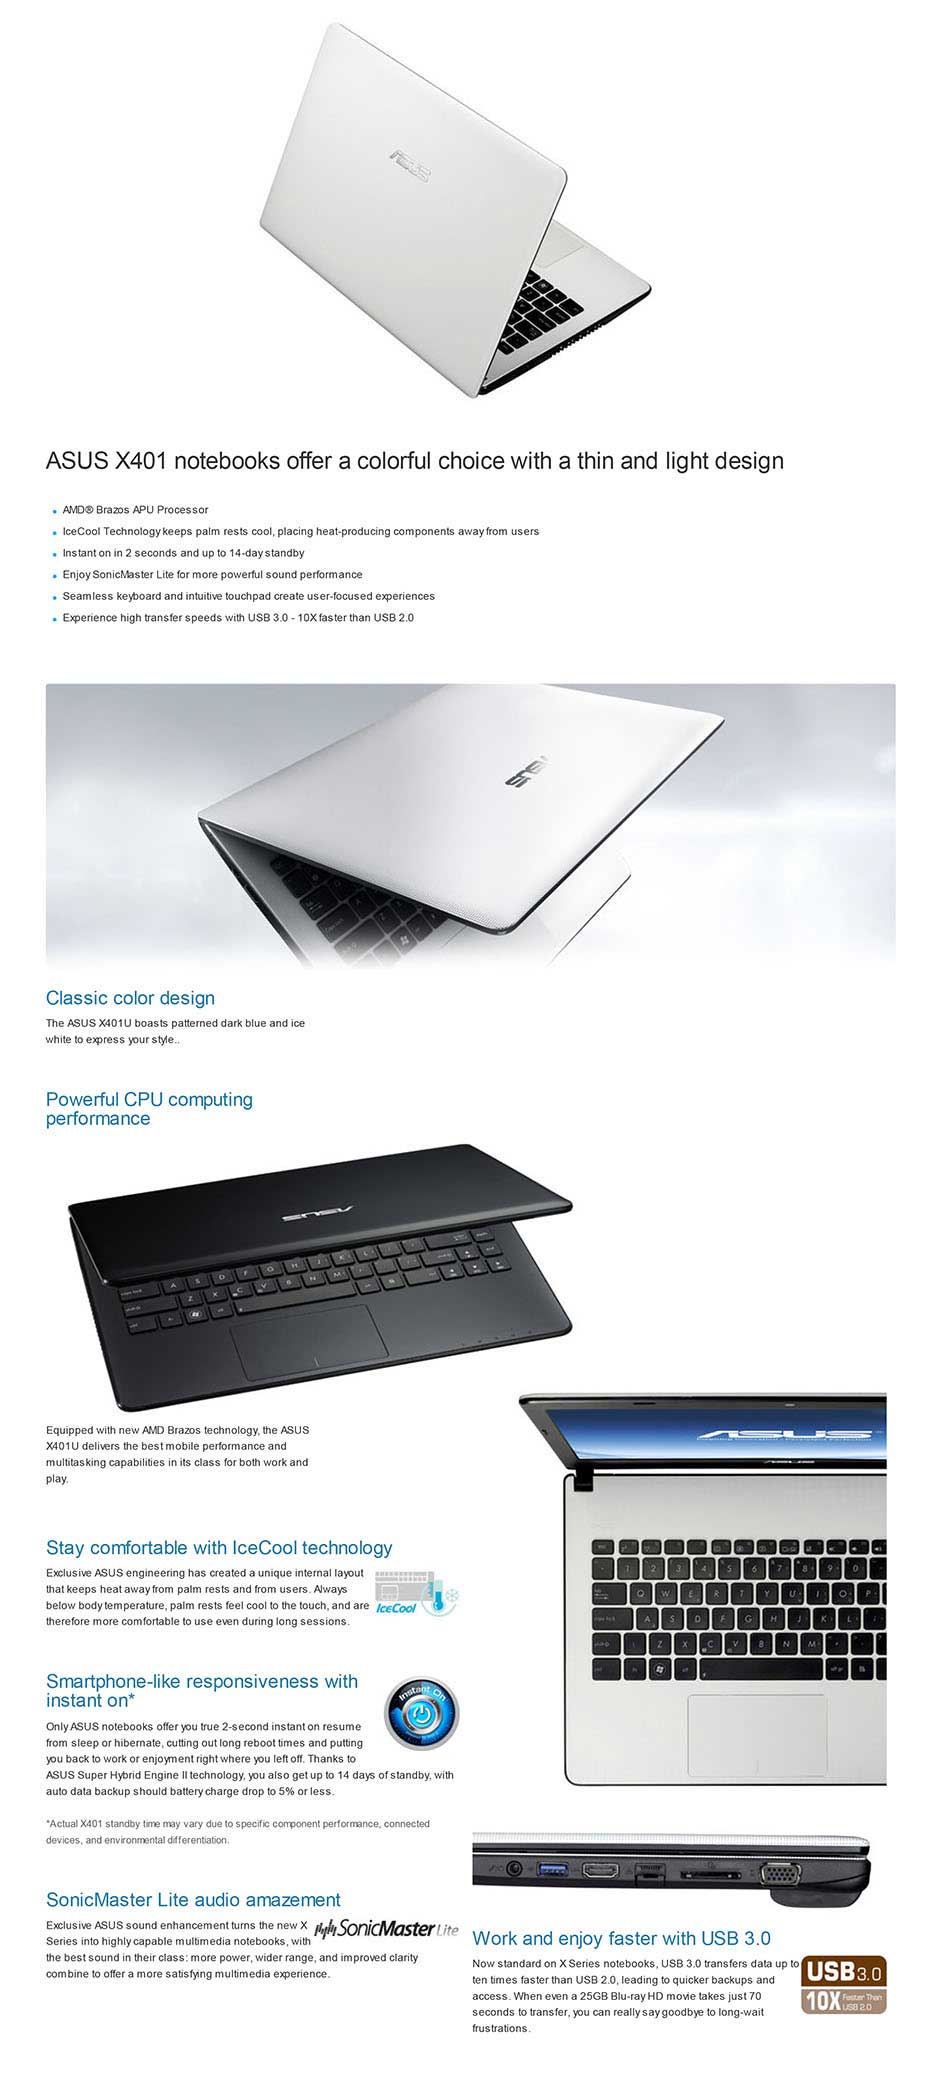 ASUS
ASUS X401 notebooks offer a colorful choice with a thin and light design
AMD® Brazos APU Processor
IceCool Technology keeps palm rests cool, placing heat-producing components away from users
Instant on in 2 seconds and up to 14-day standby
Enjoy SonicMaster Lite for more powerful sound performance
Seamless keyboard and intuitive touchpad create user-focused experiences
Experience high transfer speeds with USB 3.0 - 10X faster than USB 2.0
ASUS
Classic color design
The ASUS X401U boasts patterned dark blue and ice
white to express your style..
Powerful CPU computing
performance
ASUS
Equipped with new AMD Brazos technology, the ASUS
X401U delivers the best mobile performance and
multitasking capabilities in its class for both work and
play.
ASUS
ASUS
Stay comfortable with IceCool technology
Exclusive ASUS engineering has created a unique internal layout
that keeps heat away from palm rests and from users. Always
below body temperature, palm rests feel cool to the touch, and are
therefore more comfortable to use even during long sessions.
IceCool
Smartphone-like responsiveness with
instant on*
Instant On
Only ASUS notebooks offer you true 2-second instant on resume
from sleep or hibernate, cutting out long reboot times and putting
you back to work or enjoyment right where you left off. Thanks to
ASUS Super Hybrid Engine II technology, you also get up to 14 days of standby, with
auto data backup should battery charge drop to 5% or less.
*Actual X401 standby time may vary due to specific component performance, connected
devices, and environmental differentiation.
SonicMaster Lite audio amazement
Exclusive ASUS sound enhancement turns the new X
Series into highly capable multimedia notebooks, with
the best sound in their class: more power, wider range, and improved clarity
combine to offer a more satisfying multimedia experience.
SonicMaster Lite
Work and enjoy faster with USB 3.0
Now standard on X Series notebooks, USB 3.0 transfers data up to
ten times faster than USB 2.0, leading to quicker backups and
access. When even a 25GB Blu-ray HD movie takes just 70
seconds to transfer, you can really say goodbye to long-wait
frustrations.
USB 3.0
10X Faster Than
USB 2.0